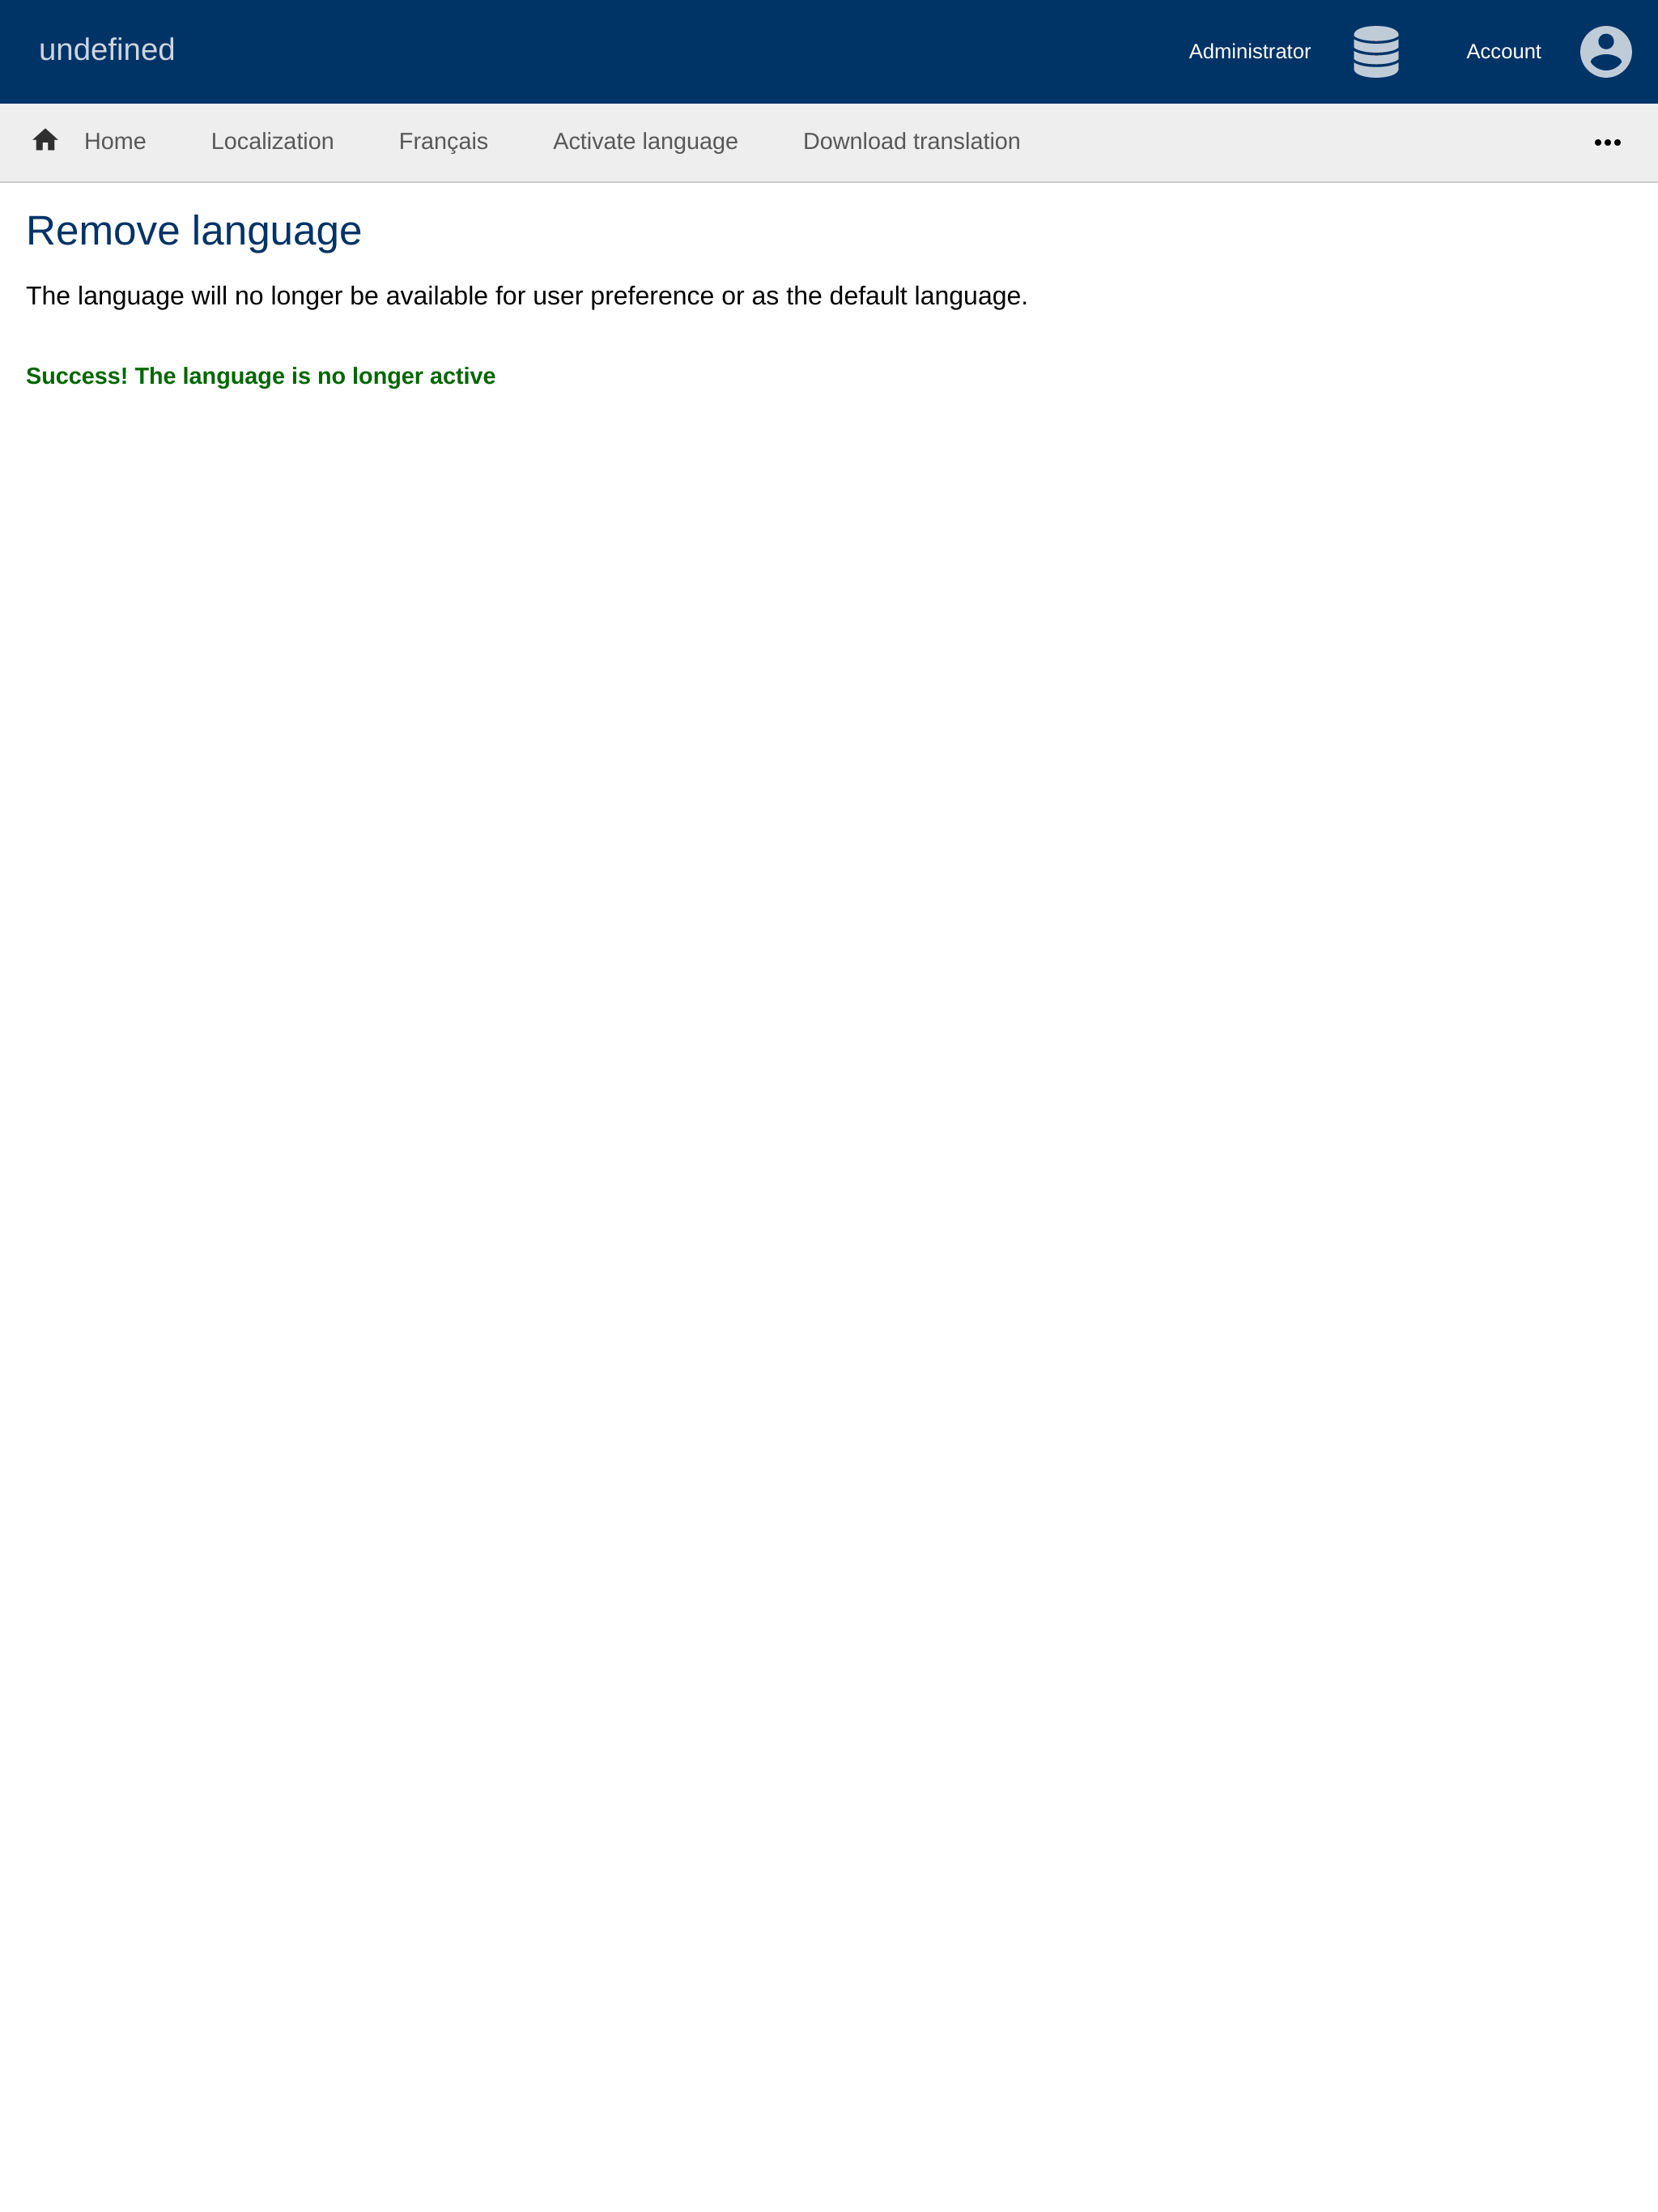 undefined
Administrator
Account
Home
Localization
Français
Activate language
Download translation
Remove language
The language will no longer be available for user preference or as the default language.
Success! The language is no longer active